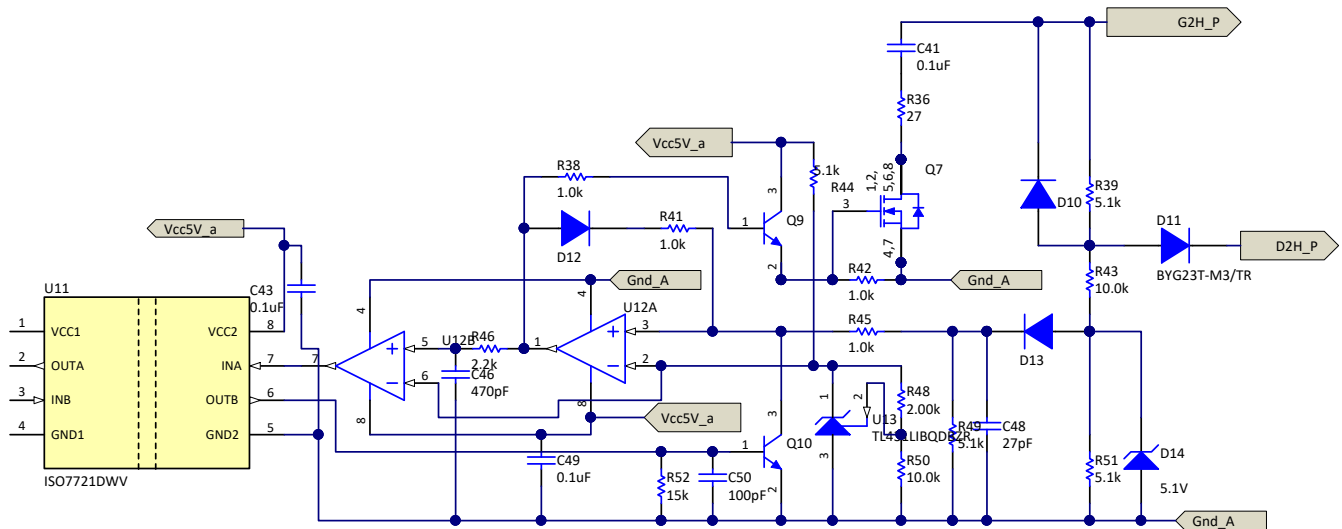 G2H_P
C41
0.1uF
R36
27
Vcc5V_a
R38
1.0k
5.1k
R44
1,2,
5,6,8
Q7
3
4,7
D10
R39
5.1k
D11
BYG23T-M3/TR
D2H_P
3
1
Q9
2
R41
1.0k
D12
Vcc5V_a
C43
0.1uF
Gnd_A
R42
1.0k
Gnd_A
R43
10.0k
U11
VCC1
VCC2
OUTA
INA
INB
OUTB
GND1
GND2
1
2
3
4
8
7
6
5
ISO7721DWV
4
7
5
6
8
U12B
R46
2.2k
C46
470pF
4
U12A
1
3
2
8
R45
1.0k
D13
Vcc5V_a
3
1
Q10
2
1
2
3
U13
TL431LIBQDBZR
R48
2.00k
R50
10.0k
R49
5.1k
C48
27pF
R51
5.1k
D14
5.1V
C49
0.1uF
R52
15k
C50
100pF
Gnd_A